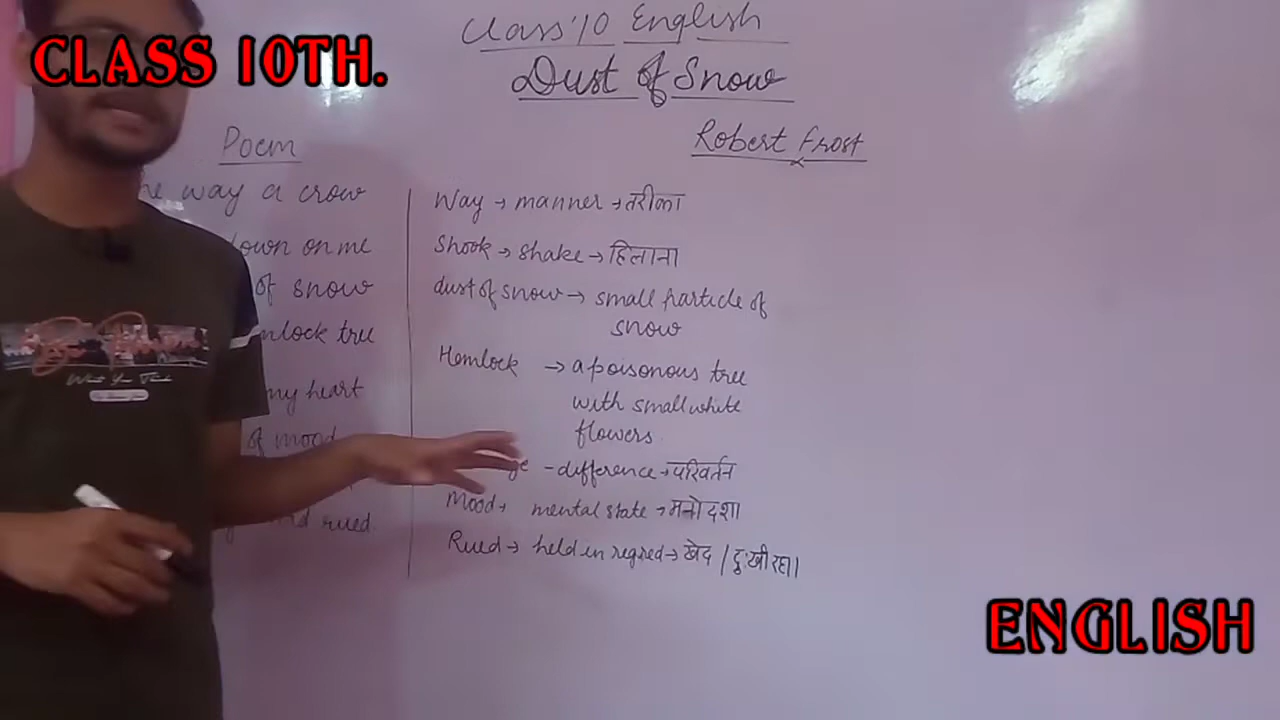 CLASS 10TH.
Class '10 English
Dust of Snow
Robert Frost
Poem
way a crow
down on me
of snow
tree
my heart
of mood
rued.
Way → manner → तरीका
Shook → shake → हिलाना
dust of snow → small particle of
snow
Hemlock → a poisonous tree
with small white
flowers.
- difference → परिवर्तन
Mood → mental state → मनोदशा
Rued → held in regred → खेद / दुःखी रहा।
ENGLISH